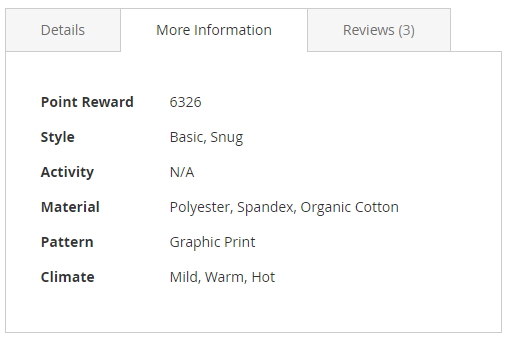 Details More Information Reviews (3)
Point Reward 6326
Style Basic, Snug
Activity N/A
Material Polyester, Spandex, Organic Cotton
Pattern Graphic Print
Climate Mild, Warm, Hot